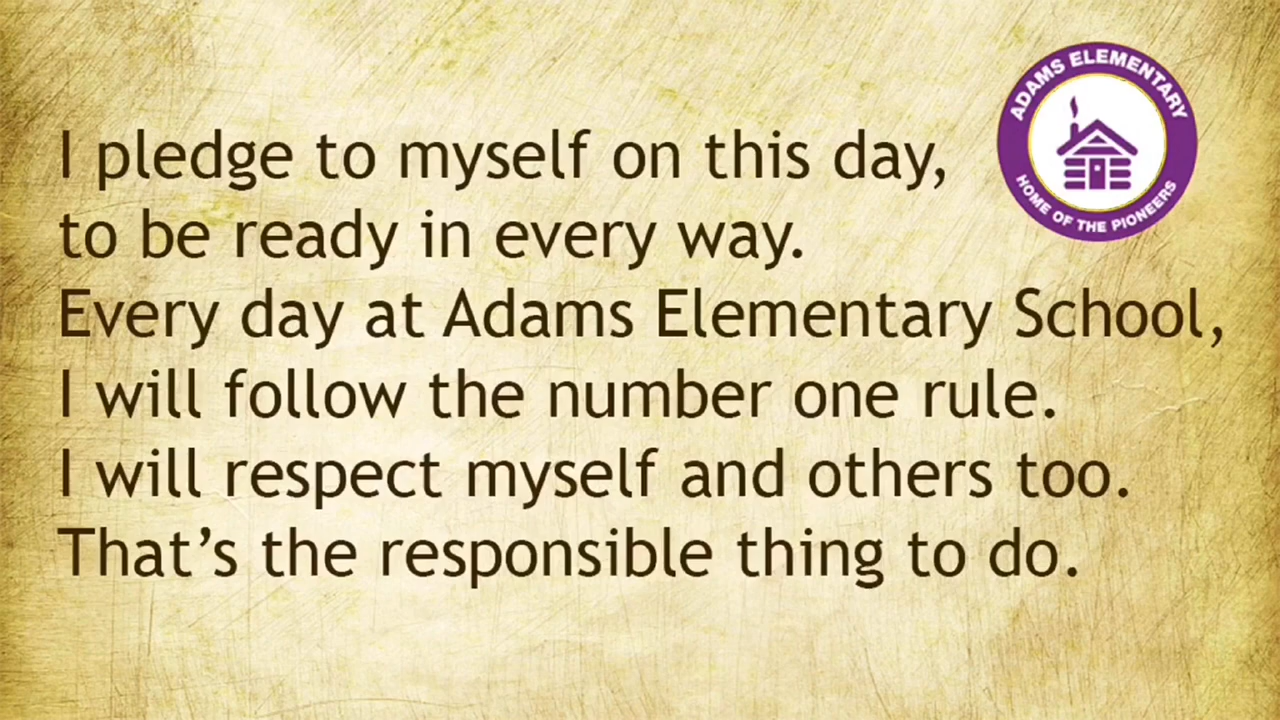 ADAMS ELEMENTARY
HOME OF THE PIONEERS
I pledge to myself on this day,
to be ready in every way.
Every day at Adams Elementary School,
I will follow the number one rule.
I will respect myself and others too.
That’s the responsible thing to do.